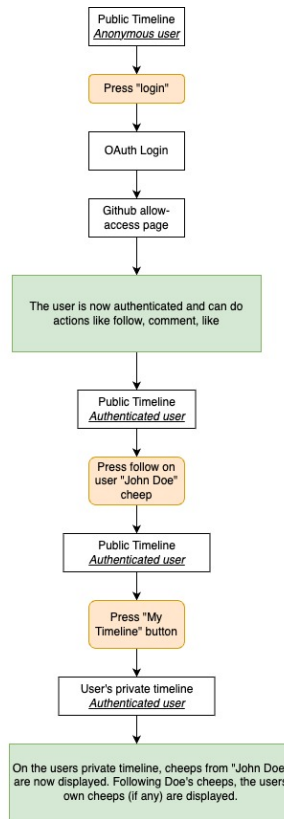 Public Timeline
Anonymous user
Press "login"
OAuth Login
Github allow-
access page
The user is now authenticated and can do
actions like follow, comment, like
Public Timeline
Authenticated user
Press follow on
user "John Doe"
cheep
Public Timeline
Authenticated user
Press "My
Timeline" button
User's private timeline
Authenticated user
On the users private timeline, cheeps from "John Doe
are now displayed. Following Doe's cheeps, the users
own cheeps (if any) are displayed.